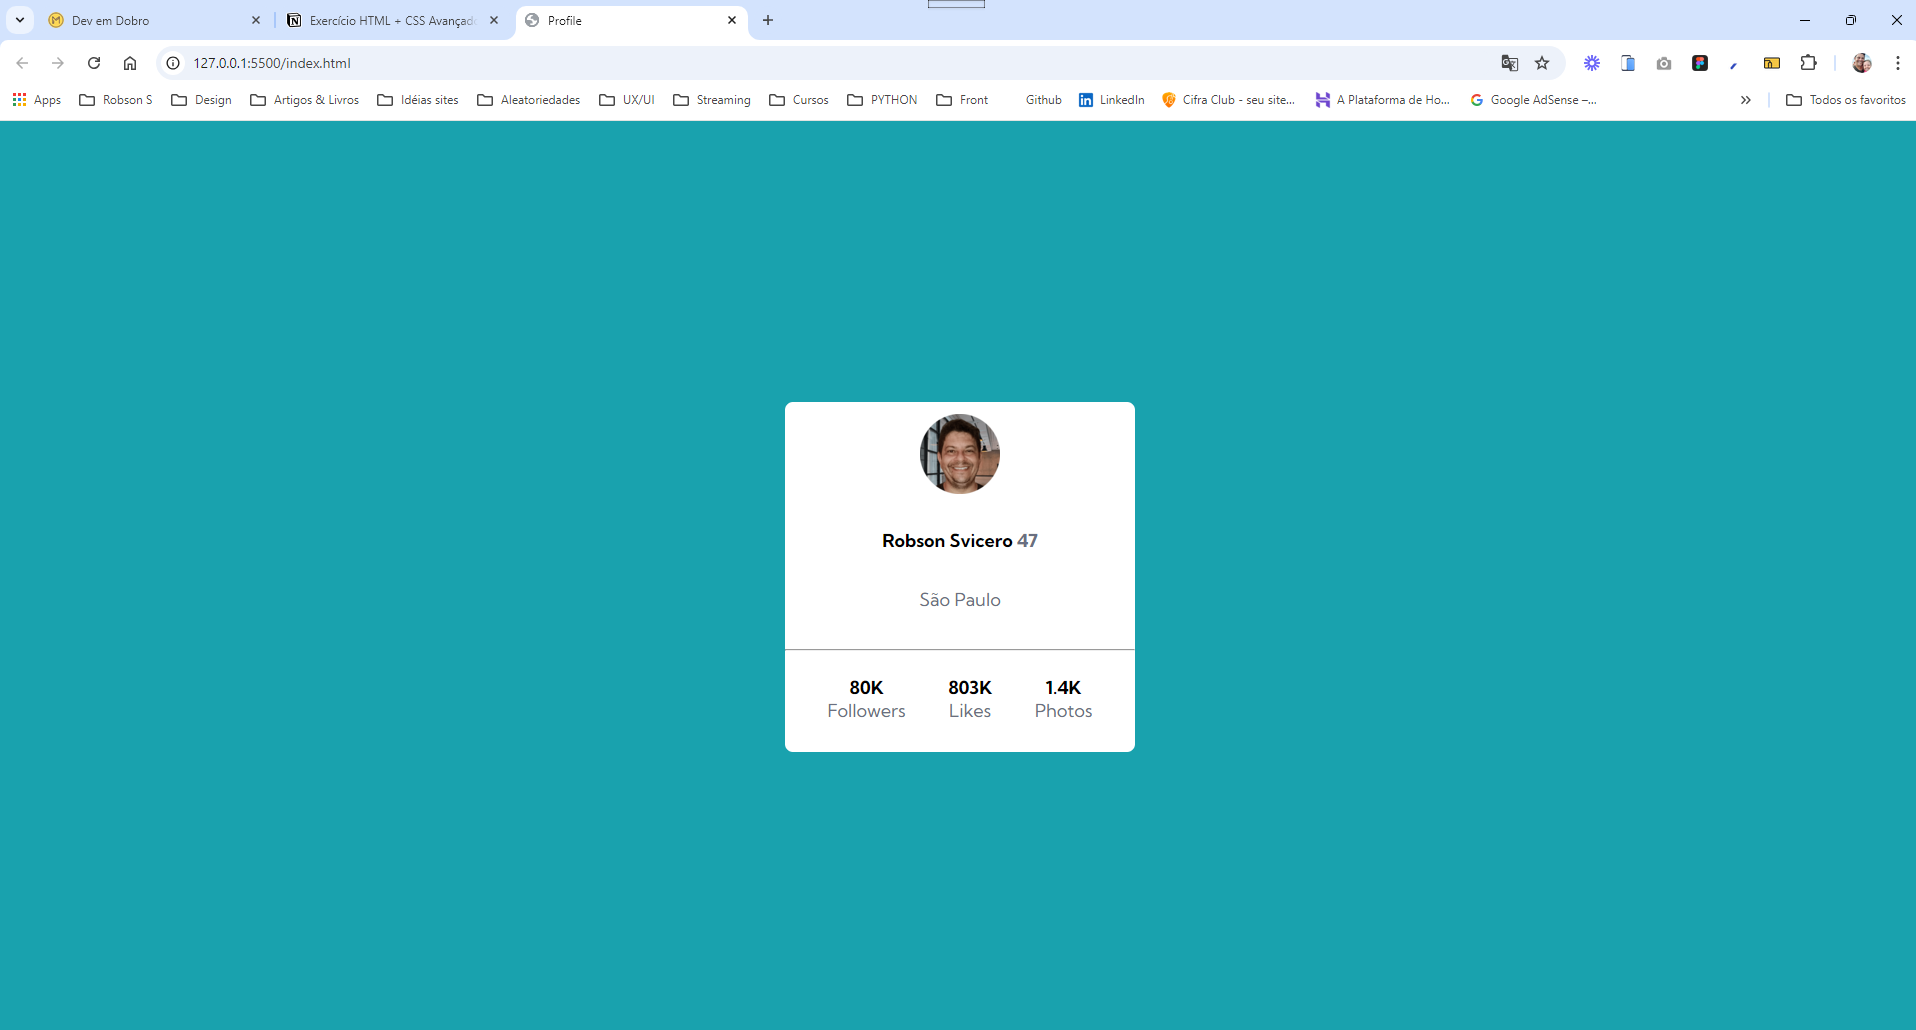 Dev em Dobro
Exercício HTML + CSS Avançad
Profile
127.0.0.1:5500/index.html
Apps Robson S Design Artigos & Livros Idéias sites Aleatoriedades UX/UI Streaming Cursos PYTHON Front Github LinkedIn Cifra Club - seu site... A Plataforma de Ho... Google AdSense –... Todos os favoritos
Robson Svicero 47
São Paulo
80K 803K 1.4K
Followers Likes Photos